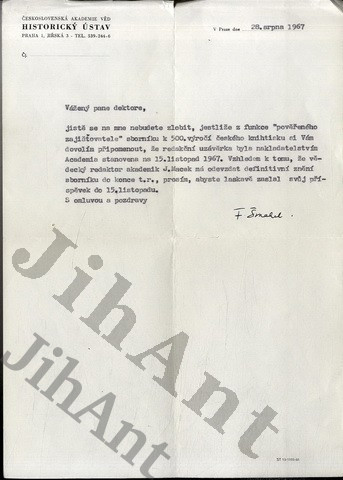 ČESKOSLOVENSKÁ AKADEMIE VĚD
HISTORICKÝ ÚSTAV
PRAHA 1, JIŘSKÁ 3 - TEL. 539-244-6
Čj.
V Praze dne 28.srpna 1967
Vážený pane doktore,
jistě se na mne nebudete zlobit, jestliže z funkce "pověřeného
zajišťovatele" sborníku k 500.výročí českého knihtisku si Vám
dovolím připomenout, že redakční uzávěrka byla nakladatelstvím
Academia stanovena na 15.listopad 1967. Vzhledem k tomu, že vě-
decký redaktor akademik J.Macek má odevzdat definitivní znění
sborníku do konce t.r., prosím, abyste laskavě zaslal svůj pří-
spěvek do 15.listopadu.
S omluvou a pozdravy
F Šmahel.
JihAnt
JihAnt